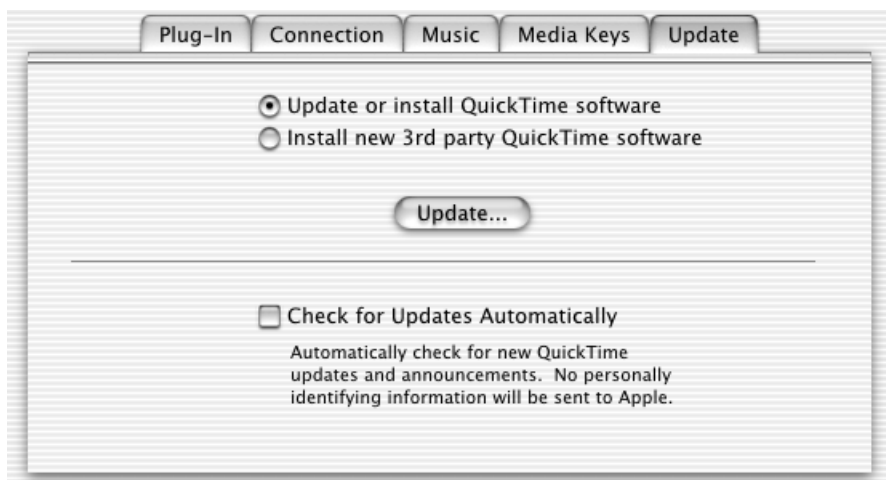 Plug-In Connection Music Media Keys Update
Update or install QuickTime software
Install new 3rd party QuickTime software
Update...
Check for Updates Automatically
Automatically check for new QuickTime
updates and announcements.  No personally
identifying information will be sent to Apple.